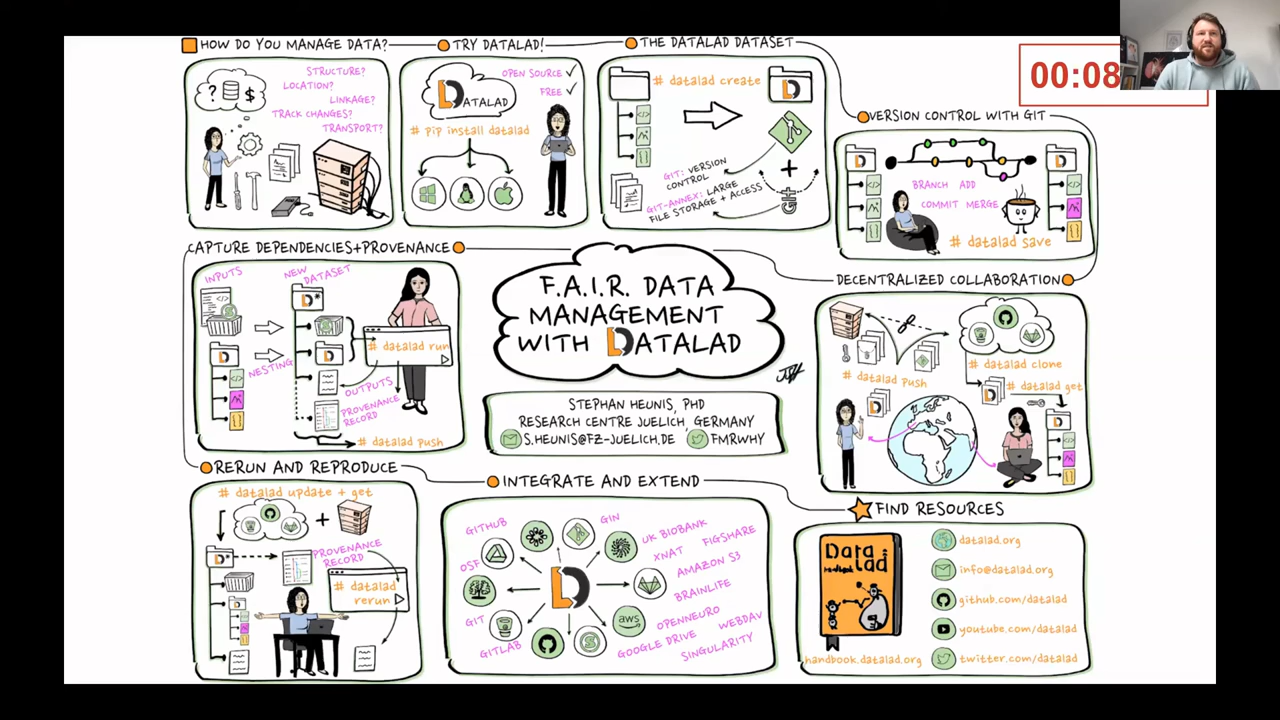 HOW DO YOU MANAGE DATA?
STRUCTURE?
LOCATION?
LINKAGE?
TRACK CHANGES?
TRANSPORT?
? $
TRY DATALAD!
OPEN SOURCE ✓
FREE ✓
DATALAD
# pip install datalad
THE DATALAD DATASET
# datalad create
GIT: VERSION
CONTROL
GIT-ANNEX: LARGE
FILE STORAGE + ACCESS
+
git
00:08
VERSION CONTROL WITH GIT
BRANCH ADD
COMMIT MERGE
# datalad save
CAPTURE DEPENDENCIES+PROVENANCE
INPUTS
NEW
DATASET
# datalad run
NESTING
OUTPUTS
PROVENANCE
RECORD
# datalad push
F.A.I.R. DATA
MANAGEMENT
WITH DATALAD
STEPHAN HEUNIS, PHD
RESEARCH CENTRE JUELICH, GERMANY
S.HEUNIS@FZ-JUELICH.DE
FMRWHY
DECENTRALIZED COLLABORATION
# datalad clone
# datalad push
# datalad get
RERUN AND REPRODUCE
# datalad update + get
+
PROVENANCE
RECORD
# datalad
rerun
INTEGRATE AND EXTEND
GITHUB
GIN
UK BIOBANK
FIGSHARE
OSF
XNAT
AMAZON S3
BRAINLIFE
GIT
aws
OPENNEURO
WEBDAV
GITLAB
GOOGLE DRIVE
SINGULARITY
FIND RESOURCES
Data
lad
handbook.datalad.org
datalad.org
info@datalad.org
github.com/datalad
youtube.com/datalad
twitter.com/datalad